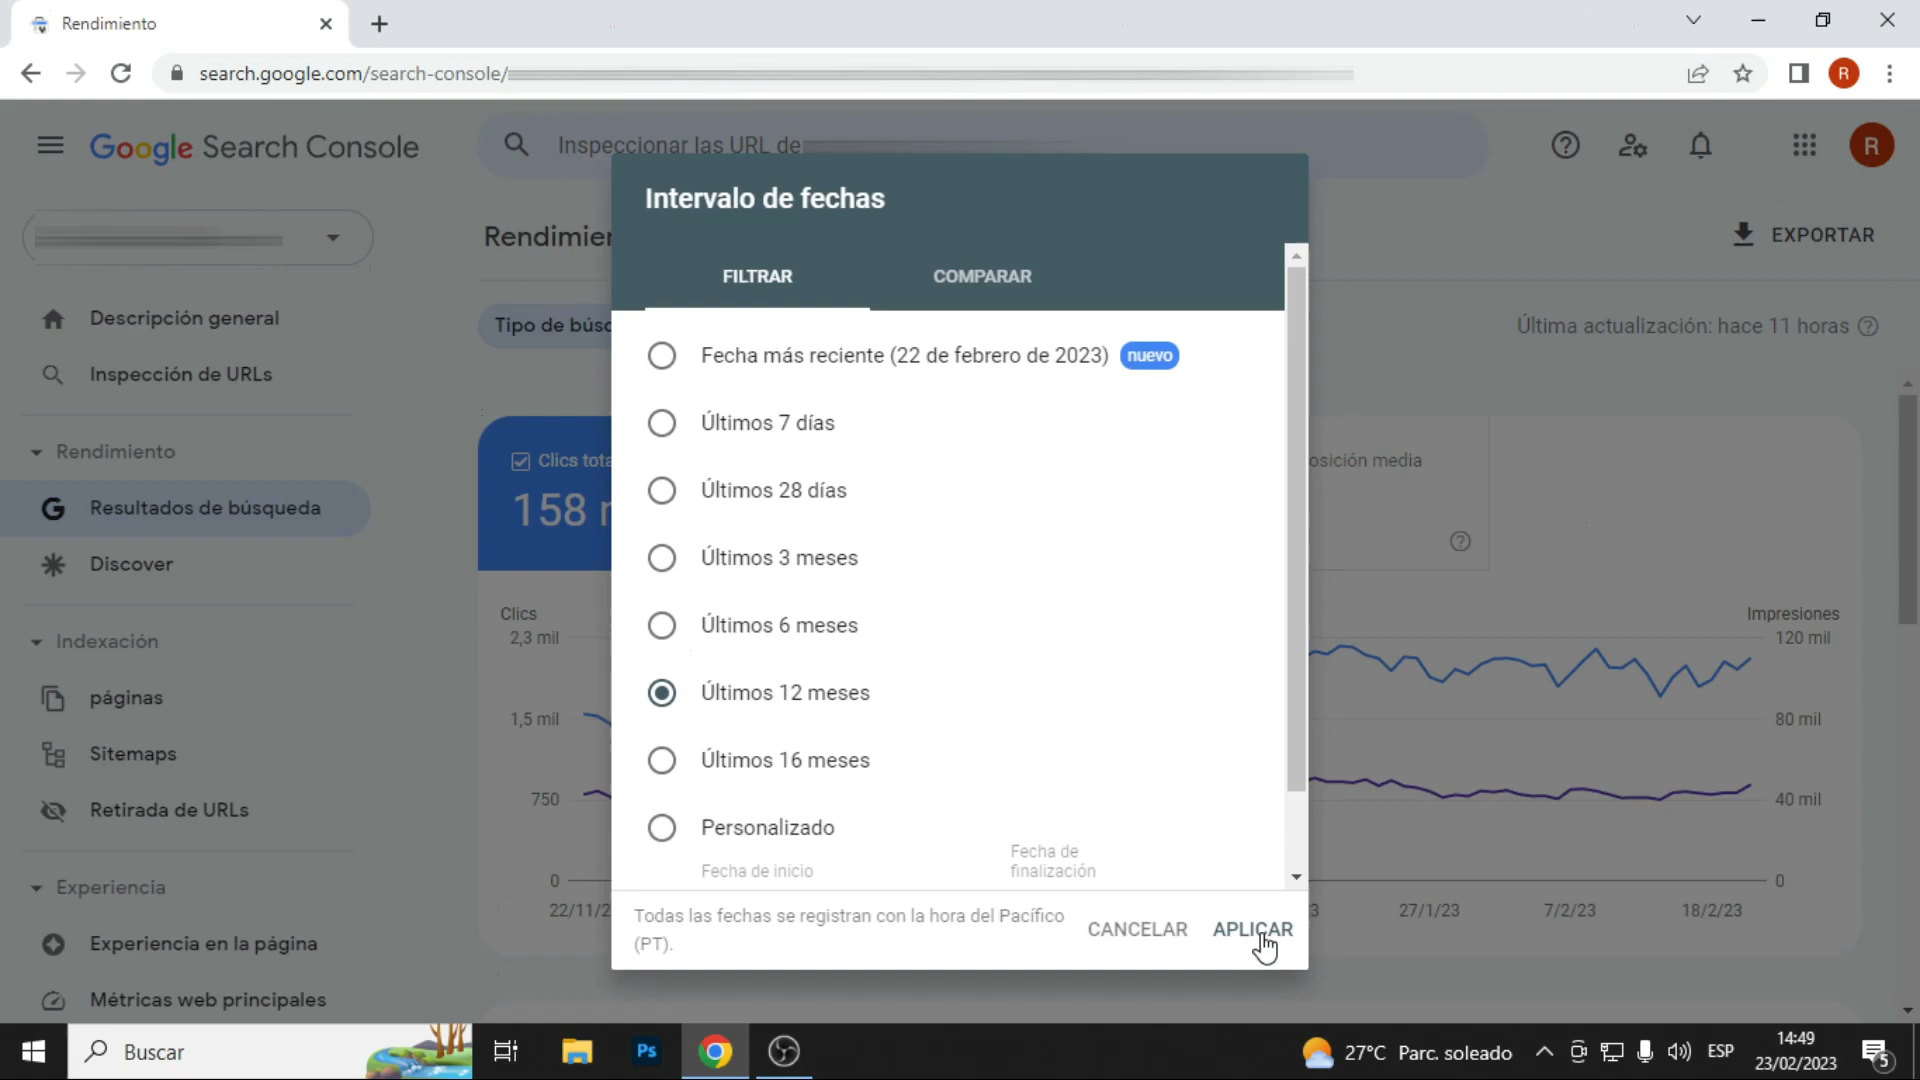 Rendimiento
search.google.com/search-console/
R
Google Search Console
Inspeccionar las URL de
R
Rendimien
EXPORTAR
Tipo de búsq
Última actualización: hace 11 horas
Descripción general
Inspección de URLs
Rendimiento
Resultados de búsqueda
Discover
Indexación
páginas
Sitemaps
Retirada de URLs
Experiencia
Experiencia en la página
Métricas web principales
Clics tota
158
osición media
Clics
Impresiones
2,3 mil
120 mil
1,5 mil
80 mil
750
40 mil
0
0
22/11/2
3
27/1/23
7/2/23
18/2/23
Intervalo de fechas
FILTRAR
COMPARAR
Fecha más reciente (22 de febrero de 2023) nuevo
Últimos 7 días
Últimos 28 días
Últimos 3 meses
Últimos 6 meses
Últimos 12 meses
Últimos 16 meses
Personalizado
Fecha de inicio
Fecha de
finalización
Todas las fechas se registran con la hora del Pacífico
(PT).
CANCELAR
APLICAR
Buscar
Ps
27°C Parc. soleado
ESP
14:49
23/02/2023
5